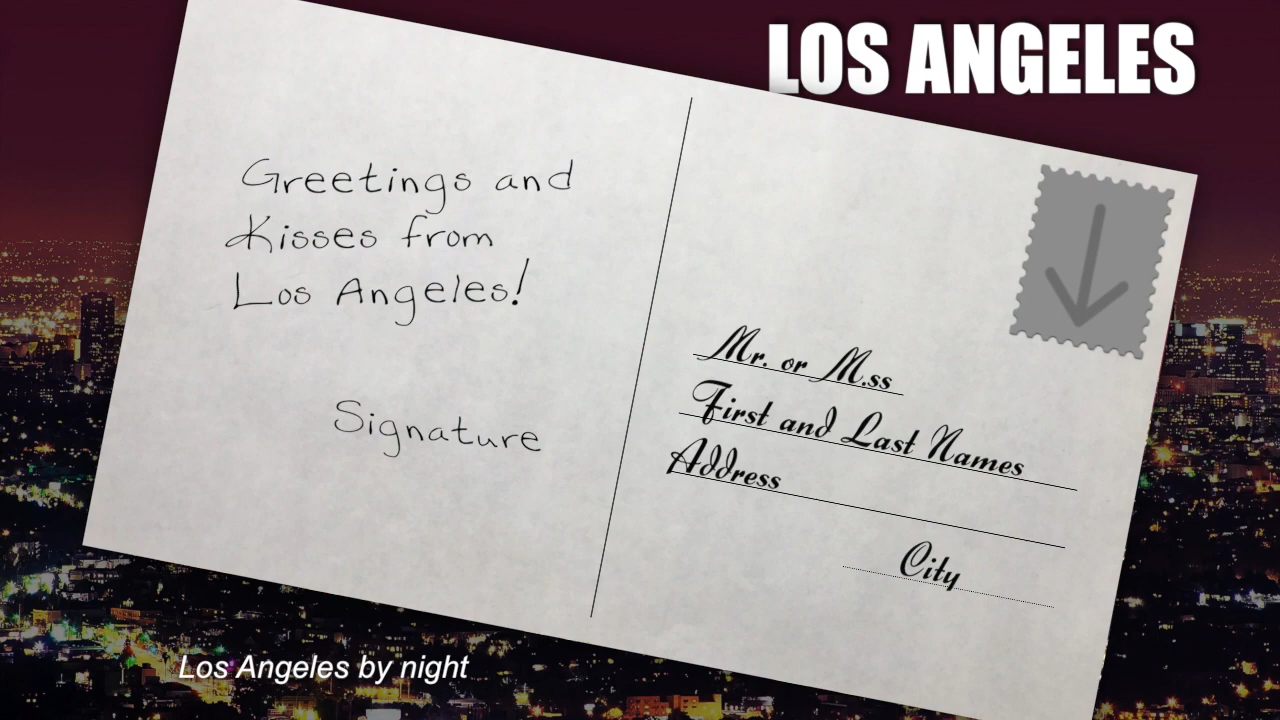 LOS ANGELES
Greetings and
Kisses from
Los Angeles!
Signature
Mr. or M.ss
First and Last Names
Address
City
Los Angeles by night